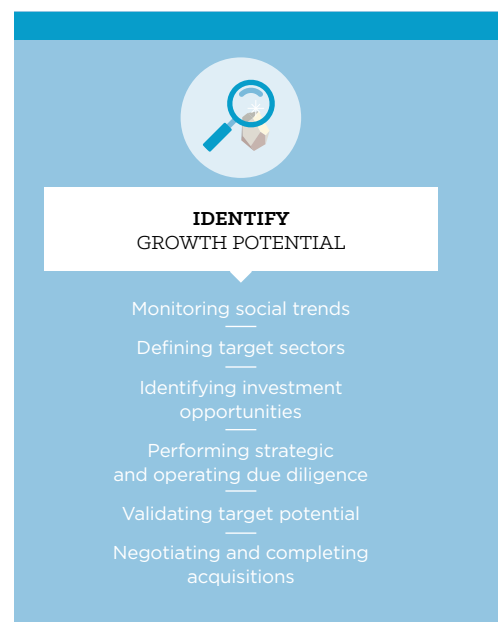 IDENTIFY
GROWTH POTENTIAL
Monitoring social trends
Defining target sectors
Identifying investment
opportunities
Performing strategic
and operating due diligence
Validating target potential
Negotiating and completing
acquisitions